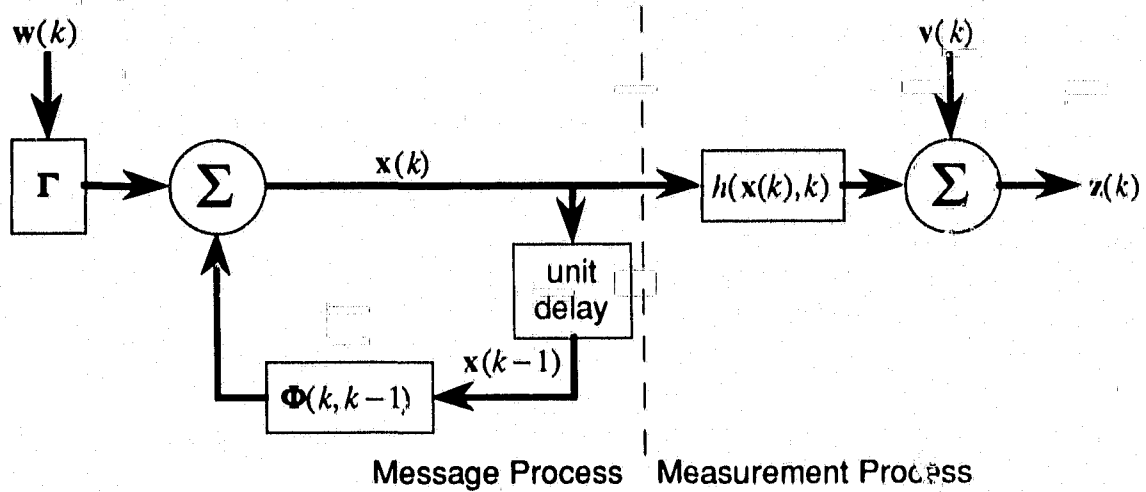 w(k)
v(k)
Γ
Σ
x(k)
h(x(k),k)
Σ
z(k)
unit
delay
x(k−1)
Φ(k,k−1)
Message Process
Measurement Process